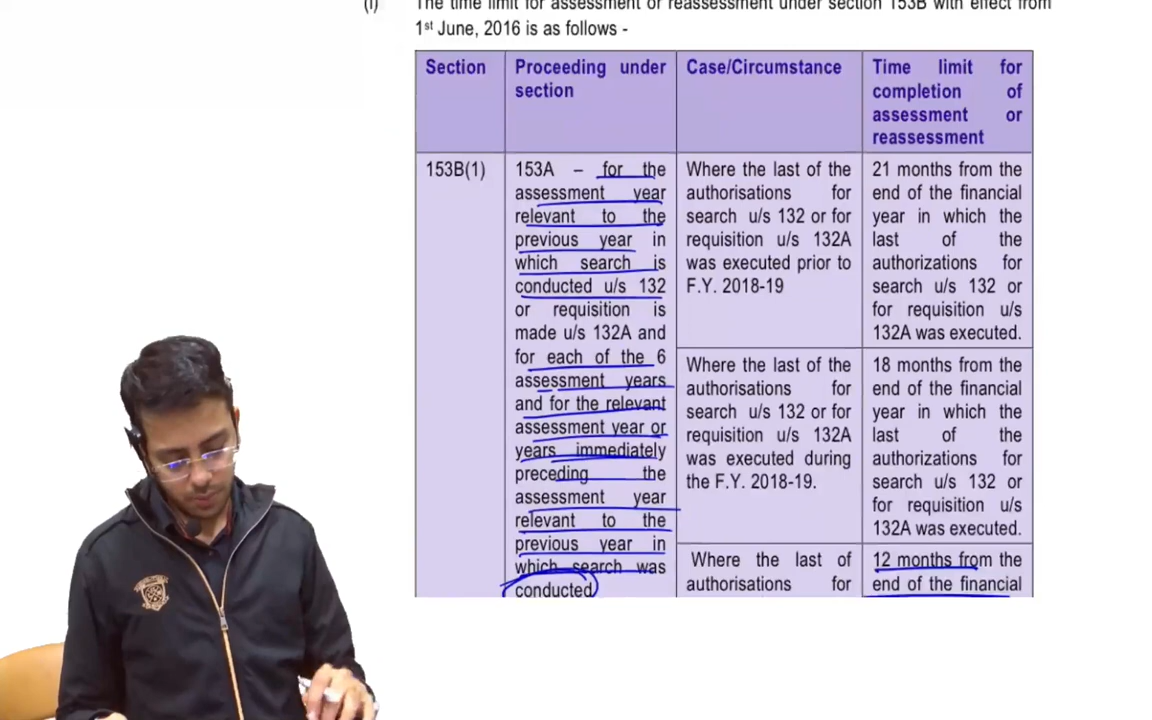 (i) The time limit for assessment or reassessment under section 153B with effect from
1st June, 2016 is as follows -
Section
Proceeding under
section
Case/Circumstance
Time limit for
completion of
assessment or
reassessment
153B(1)
153A – for the
assessment year
relevant to the
previous year in
which search is
conducted u/s 132
or requisition is
made u/s 132A and
for each of the 6
assessment years
and for the relevant
assessment year or
years immediately
preceding the
assessment year
relevant to the
previous year in
which search was
conducted
Where the last of the
authorisations for
search u/s 132 or for
requisition u/s 132A
was executed prior to
F.Y. 2018-19
21 months from the
end of the financial
year in which the
last of the
authorizations for
search u/s 132 or
for requisition u/s
132A was executed.
Where the last of the
authorisations for
search u/s 132 or for
requisition u/s 132A
was executed during
the F.Y. 2018-19.
18 months from the
end of the financial
year in which the
last of the
authorizations for
search u/s 132 or
for requisition u/s
132A was executed.
Where the last of
authorisations for
12 months from the
end of the financial